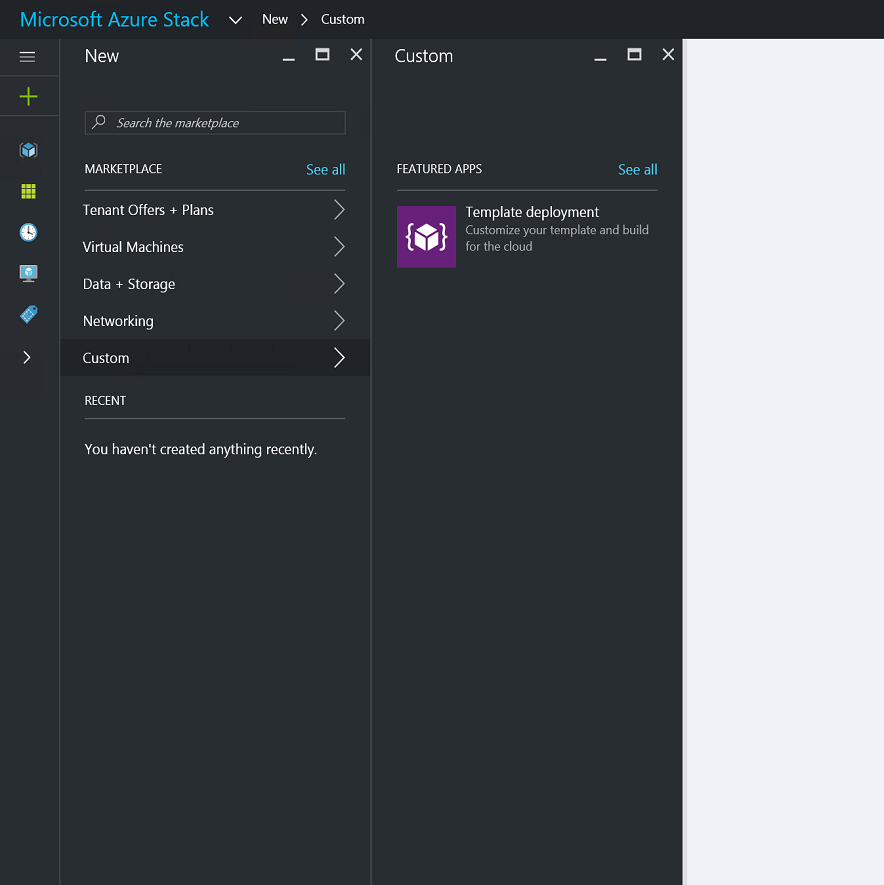 Microsoft Azure Stack New Custom
New
Search the marketplace
MARKETPLACE See all
Tenant Offers + Plans
Virtual Machines
Data + Storage
Networking
Custom
RECENT
You haven't created anything recently.
Custom
FEATURED APPS See all
Template deployment
Customize your template and build
for the cloud